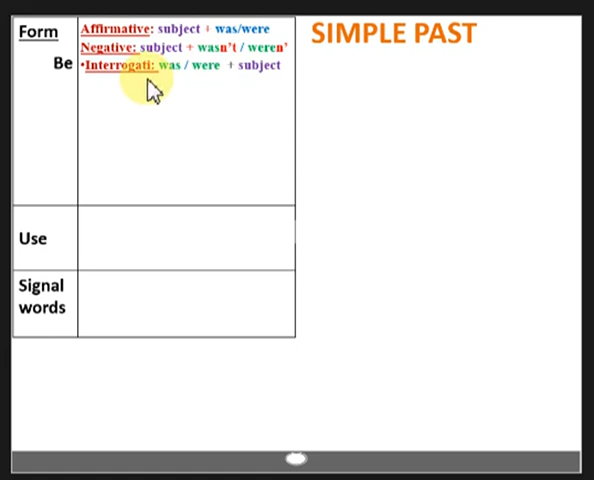 SIMPLE PAST
Form
Be
Affirmative: subject + was/were
Negative: subject + wasn't / weren'
•Interrogati: was / were + subject
Use
Signal
words